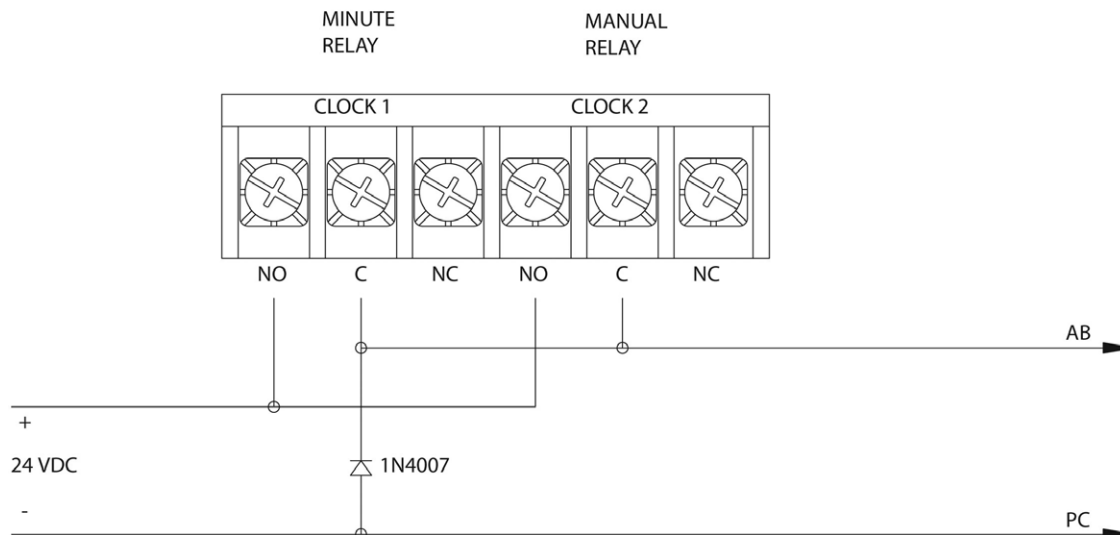 MINUTE
RELAY
MANUAL
RELAY
CLOCK 1
CLOCK 2
NO
C
NC
NO
C
NC
AB
+
24 VDC
1N4007
-
PC